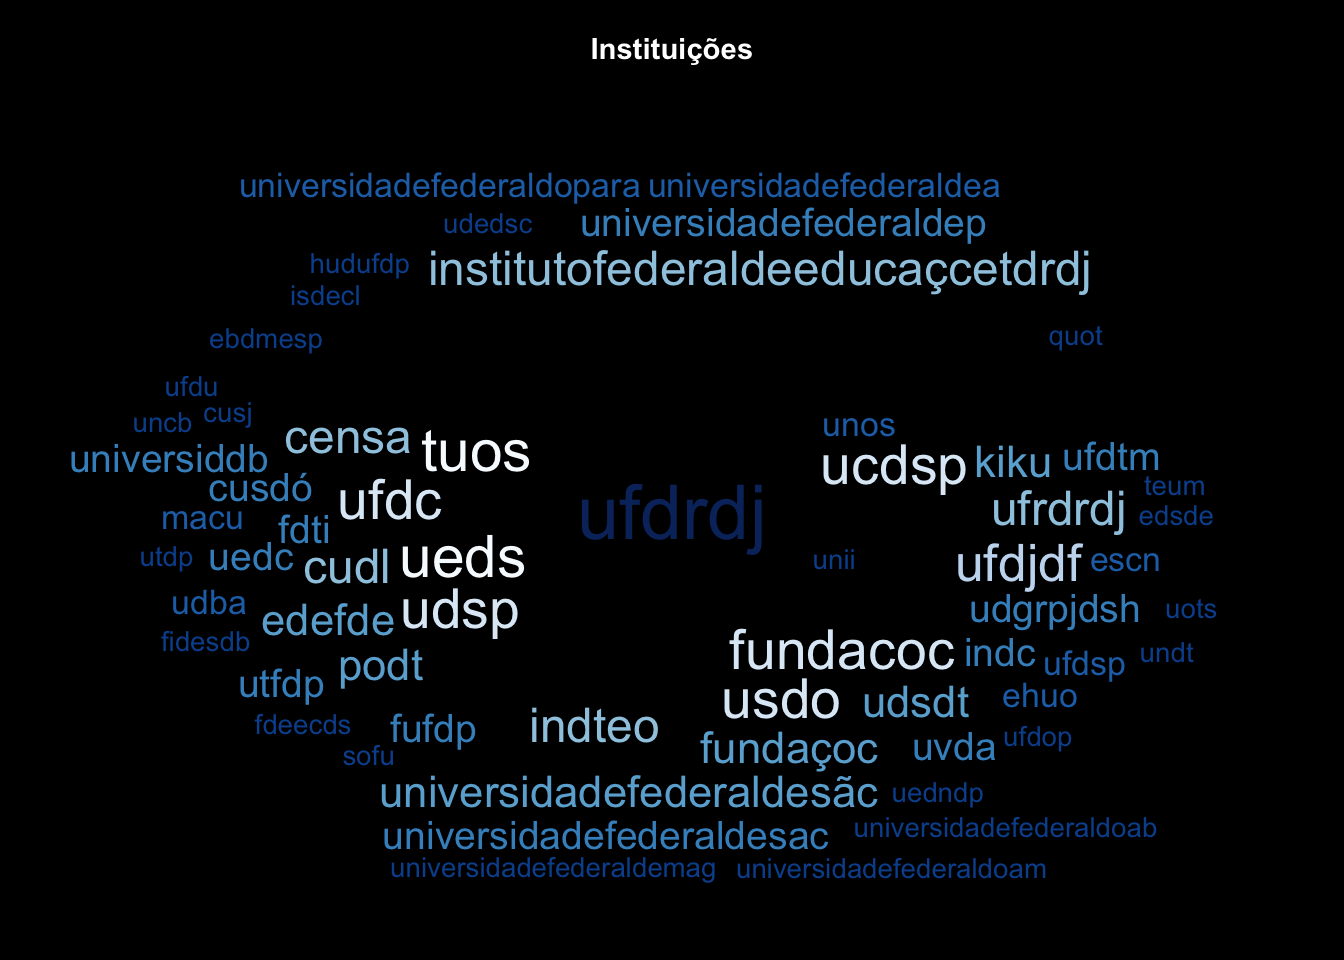 Instituições
universidadefederaldopara universidadefederaldea
udedsc universidadefederaldep
hudufdp institutofederaldeeducaçcetdrdj
isdecl
ebdmesp quot
ufdu
uncb cusj censa tuos unos
universiddb ucdsp kiku ufdtm
cusdó ufdc ufdrdj ufrdrdj teum
macu fdti edsde
utdp uedc cudl ueds unii ufdjdf escn
udba edefde udsp udgrpjdsh uots
fidesdb fundacoc indc ufdsp undt
utfdp podt usdo udsdt ehuo
fdeecds fufdp indteo ufdop
sofu fundaçoc uvda
universidadefederaldesãc uedndp
universidadefederaldesac universidadefederaldoab
universidadefederaldemag universidadefederaldoam